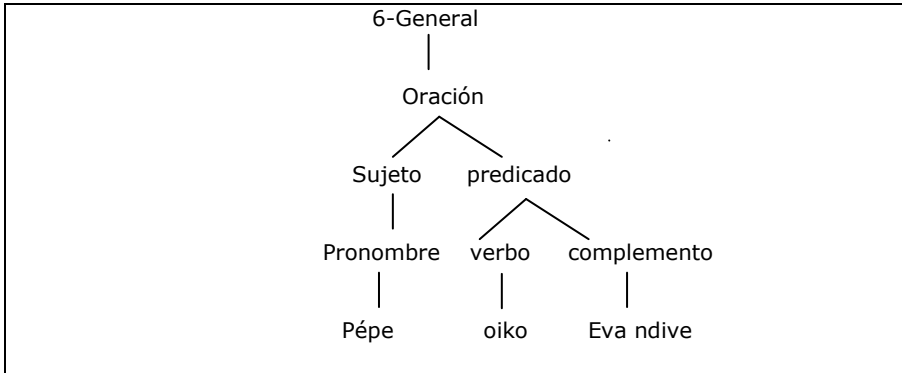 6-General
Oración
Sujeto predicado
Pronombre verbo complemento
Pépe oiko Eva ndive